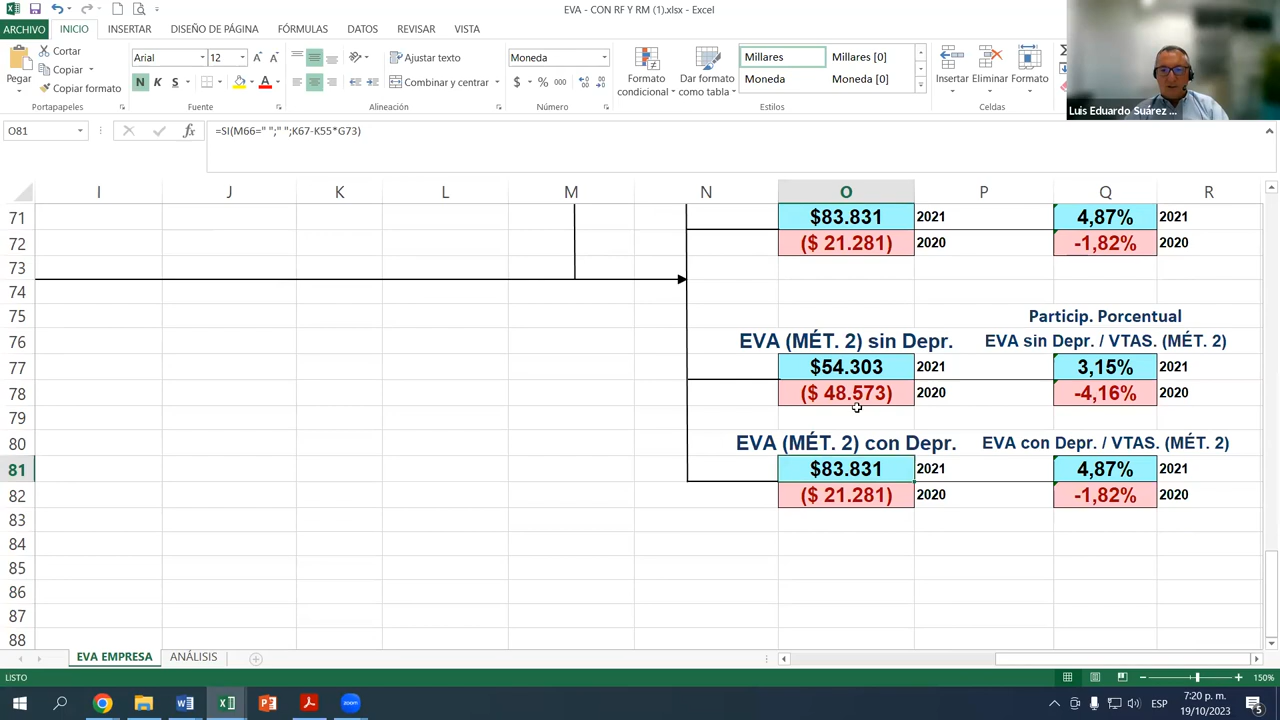 EVA - CON RF Y RM (1).xlsx - Excel
ARCHIVO INICIO INSERTAR DISEÑO DE PÁGINA FÓRMULAS DATOS REVISAR VISTA
Pegar
Cortar
Copiar
Copiar formato
Portapapeles
Arial 12
N K S
Fuente
Ajustar texto
Combinar y centrar
Alineación
Moneda
$ % 000
Número
Formato condicional
Dar formato como tabla
Millares Millares [0]
Moneda Moneda [0]
Estilos
Insertar Eliminar Formato
Celdas
Luis Eduardo Suárez ...
O81 fx =SI(M66=" ";" ";K67-K55*G73)
I J K L M N O P Q R
71 $83.831 2021 4,87% 2021
72 ($ 21.281) 2020 -1,82% 2020
73
74
75 Particip. Porcentual
76 EVA (MÉT. 2) sin Depr. EVA sin Depr. / VTAS. (MÉT. 2)
77 $54.303 2021 3,15% 2021
78 ($ 48.573) 2020 -4,16% 2020
79
80 EVA (MÉT. 2) con Depr. EVA con Depr. / VTAS. (MÉT. 2)
81 $83.831 2021 4,87% 2021
82 ($ 21.281) 2020 -1,82% 2020
83
84
85
86
87
88
EVA EMPRESA ANÁLISIS
LISTO 150%
zoom
ESP
7:20 p. m.
19/10/2023
5